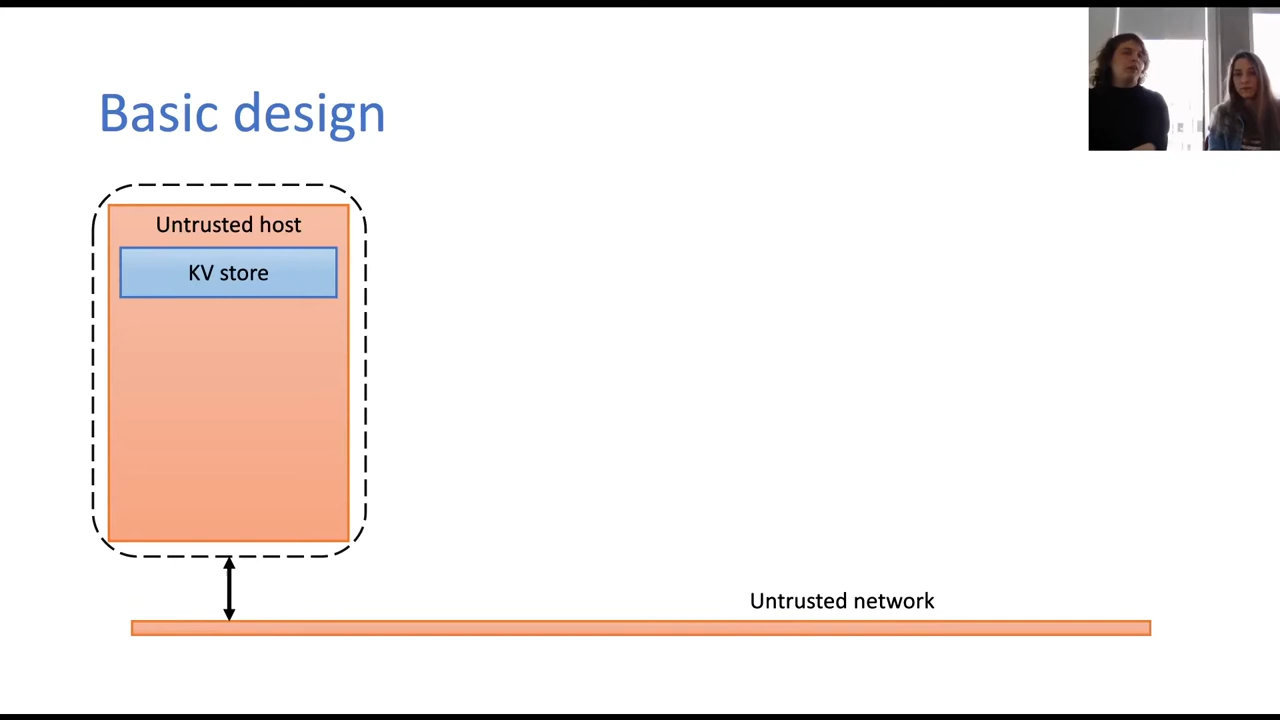 Basic design
Untrusted host
KV store
Untrusted network